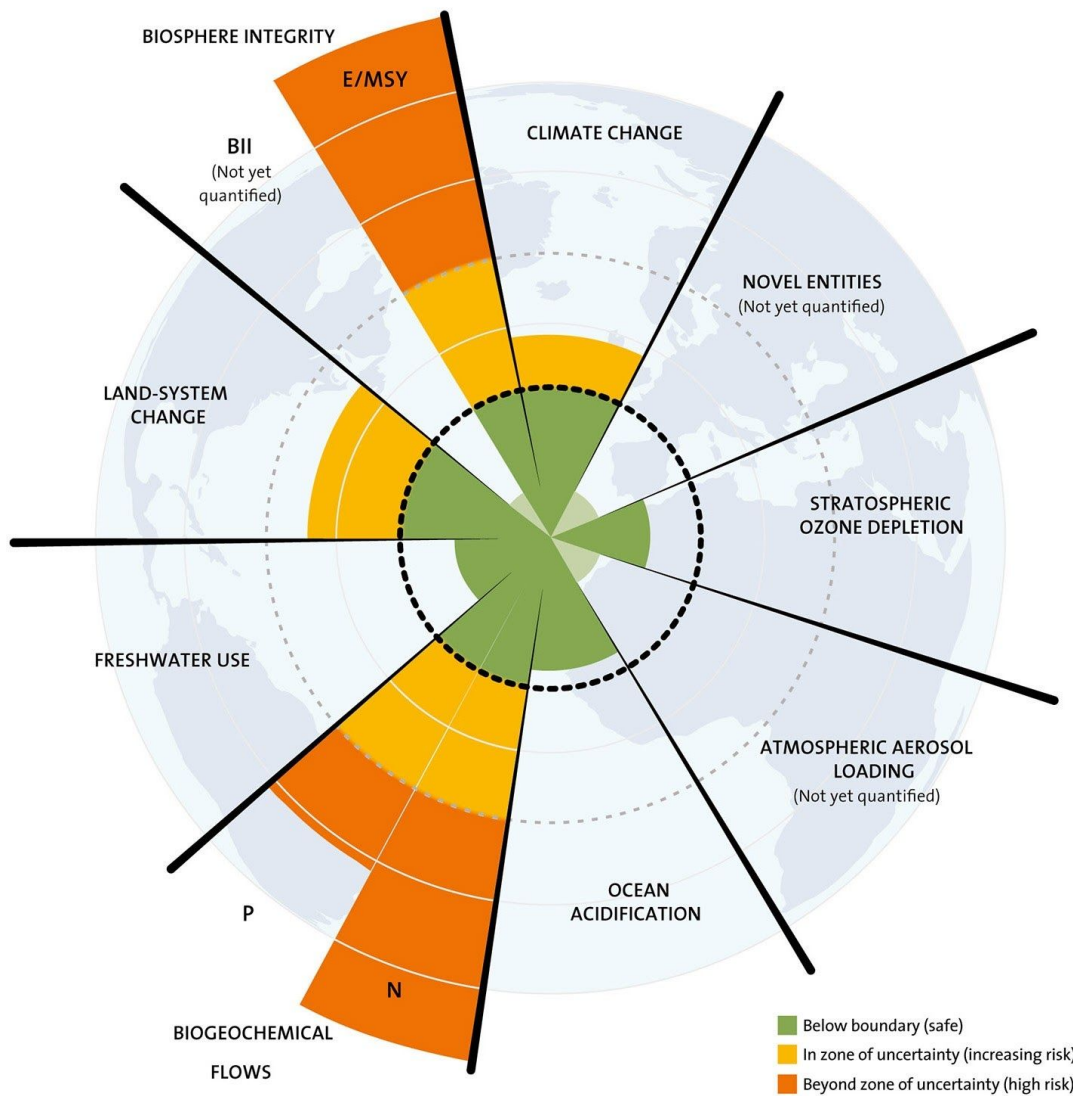 BIOSPHERE INTEGRITY
E/MSY
BII
(Not yet
quantified)
CLIMATE CHANGE
NOVEL ENTITIES
(Not yet quantified)
LAND-SYSTEM
CHANGE
STRATOSPHERIC
OZONE DEPLETION
FRESHWATER USE
ATMOSPHERIC AEROSOL
LOADING
(Not yet quantified)
OCEAN
ACIDIFICATION
P
N
BIOGEOCHEMICAL
FLOWS
Below boundary (safe)
In zone of uncertainty (increasing risk)
Beyond zone of uncertainty (high risk)